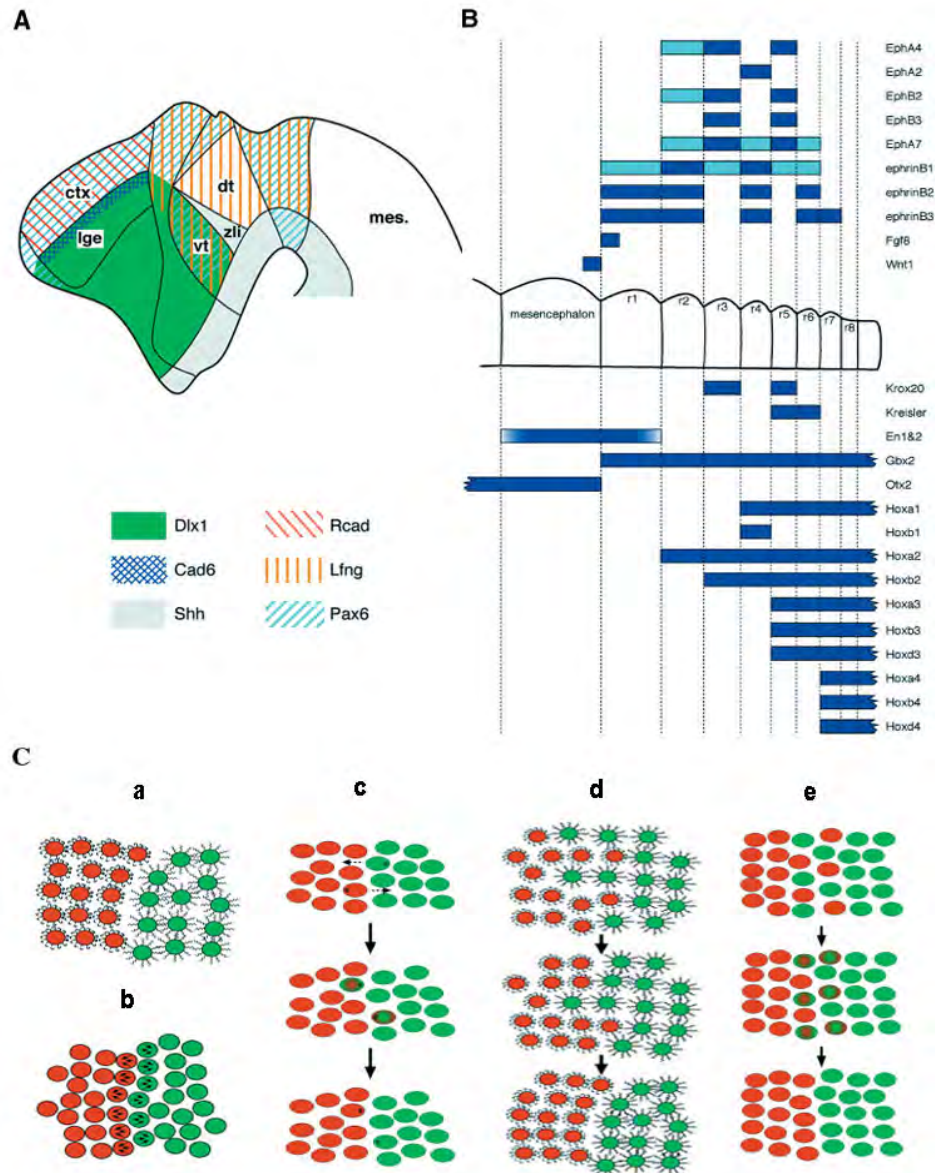 A
ctx
lge
dt
zli
vt
mes.
Dlx1
Rcad
Cad6
Lfng
Shh
Pax6
B
EphA4
EphA2
EphB2
EphB3
EphA7
ephrinB1
ephrinB2
ephrinB3
Fgf8
Wnt1
mesencephalon
r1
r2
r3
r4
r5
r6
r7
r8
Krox20
Kreisler
En1&2
Gbx2
Otx2
Hoxa1
Hoxb1
Hoxa2
Hoxb2
Hoxa3
Hoxb3
Hoxd3
Hoxa4
Hoxb4
Hoxd4
C
a
c
d
e
b